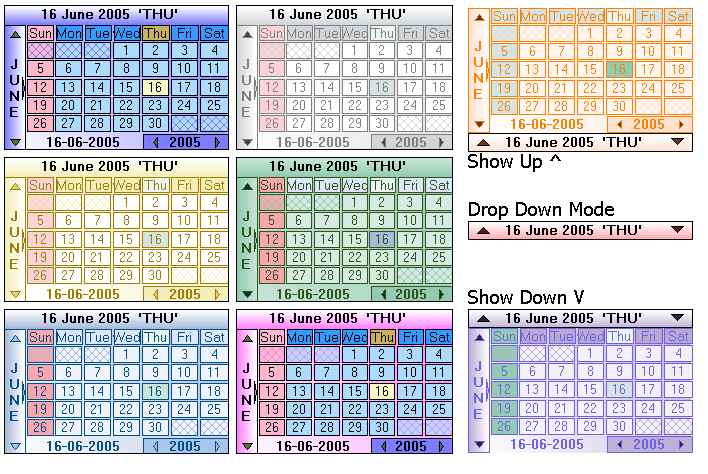 16 June 2005 'THU'
Sun Mon Tue Wed Thu Fri Sat
JUNE
1 2 3 4
5 6 7 8 9 10 11
12 13 14 15 16 17 18
19 20 21 22 23 24 25
26 27 28 29 30
16-06-2005 2005
16 June 2005 'THU'
Sun Mon Tue Wed Thu Fri Sat
JUNE
1 2 3 4
5 6 7 8 9 10 11
12 13 14 15 16 17 18
19 20 21 22 23 24 25
26 27 28 29 30
16-06-2005 2005
Sun Mon Tue Wed Thu Fri Sat
JUNE
1 2 3 4
5 6 7 8 9 10 11
12 13 14 15 16 17 18
19 20 21 22 23 24 25
26 27 28 29 30
16-06-2005 2005
16 June 2005 'THU'
Show Up ^
16 June 2005 'THU'
Sun Mon Tue Wed Thu Fri Sat
JUNE
1 2 3 4
5 6 7 8 9 10 11
12 13 14 15 16 17 18
19 20 21 22 23 24 25
26 27 28 29 30
16-06-2005 2005
16 June 2005 'THU'
Sun Mon Tue Wed Thu Fri Sat
JUNE
1 2 3 4
5 6 7 8 9 10 11
12 13 14 15 16 17 18
19 20 21 22 23 24 25
26 27 28 29 30
16-06-2005 2005
Drop Down Mode
16 June 2005 'THU'
16 June 2005 'THU'
Sun Mon Tue Wed Thu Fri Sat
JUNE
1 2 3 4
5 6 7 8 9 10 11
12 13 14 15 16 17 18
19 20 21 22 23 24 25
26 27 28 29 30
16-06-2005 2005
16 June 2005 'THU'
Sun Mon Tue Wed Thu Fri Sat
JUNE
1 2 3 4
5 6 7 8 9 10 11
12 13 14 15 16 17 18
19 20 21 22 23 24 25
26 27 28 29 30
16-06-2005 2005
Show Down V
16 June 2005 'THU'
Sun Mon Tue Wed Thu Fri Sat
JUNE
1 2 3 4
5 6 7 8 9 10 11
12 13 14 15 16 17 18
19 20 21 22 23 24 25
26 27 28 29 30
16-06-2005 2005